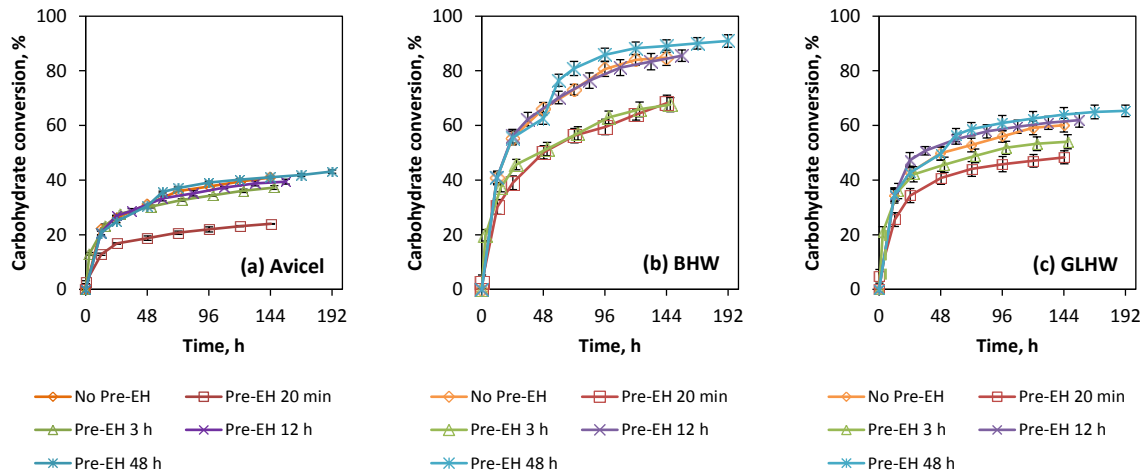 Carbohydrate conversion, %
100
80
60
40
20
0
0 48 96 144 192
(a) Avicel
Time, h
No Pre-EH Pre-EH 20 min
Pre-EH 3 h Pre-EH 12 h
Pre-EH 48 h
Carbohydrate conversion, %
100
80
60
40
20
0
0 48 96 144 192
(b) BHW
Time, h
No Pre-EH Pre-EH 20 min
Pre-EH 3 h Pre-EH 12 h
Pre-EH 48 h
Carbohydrate conversion, %
100
80
60
40
20
0
0 48 96 144 192
(c) GLHW
Time, h
No Pre-EH Pre-EH 20 min
Pre-EH 3 h Pre-EH 12 h
Pre-EH 48 h